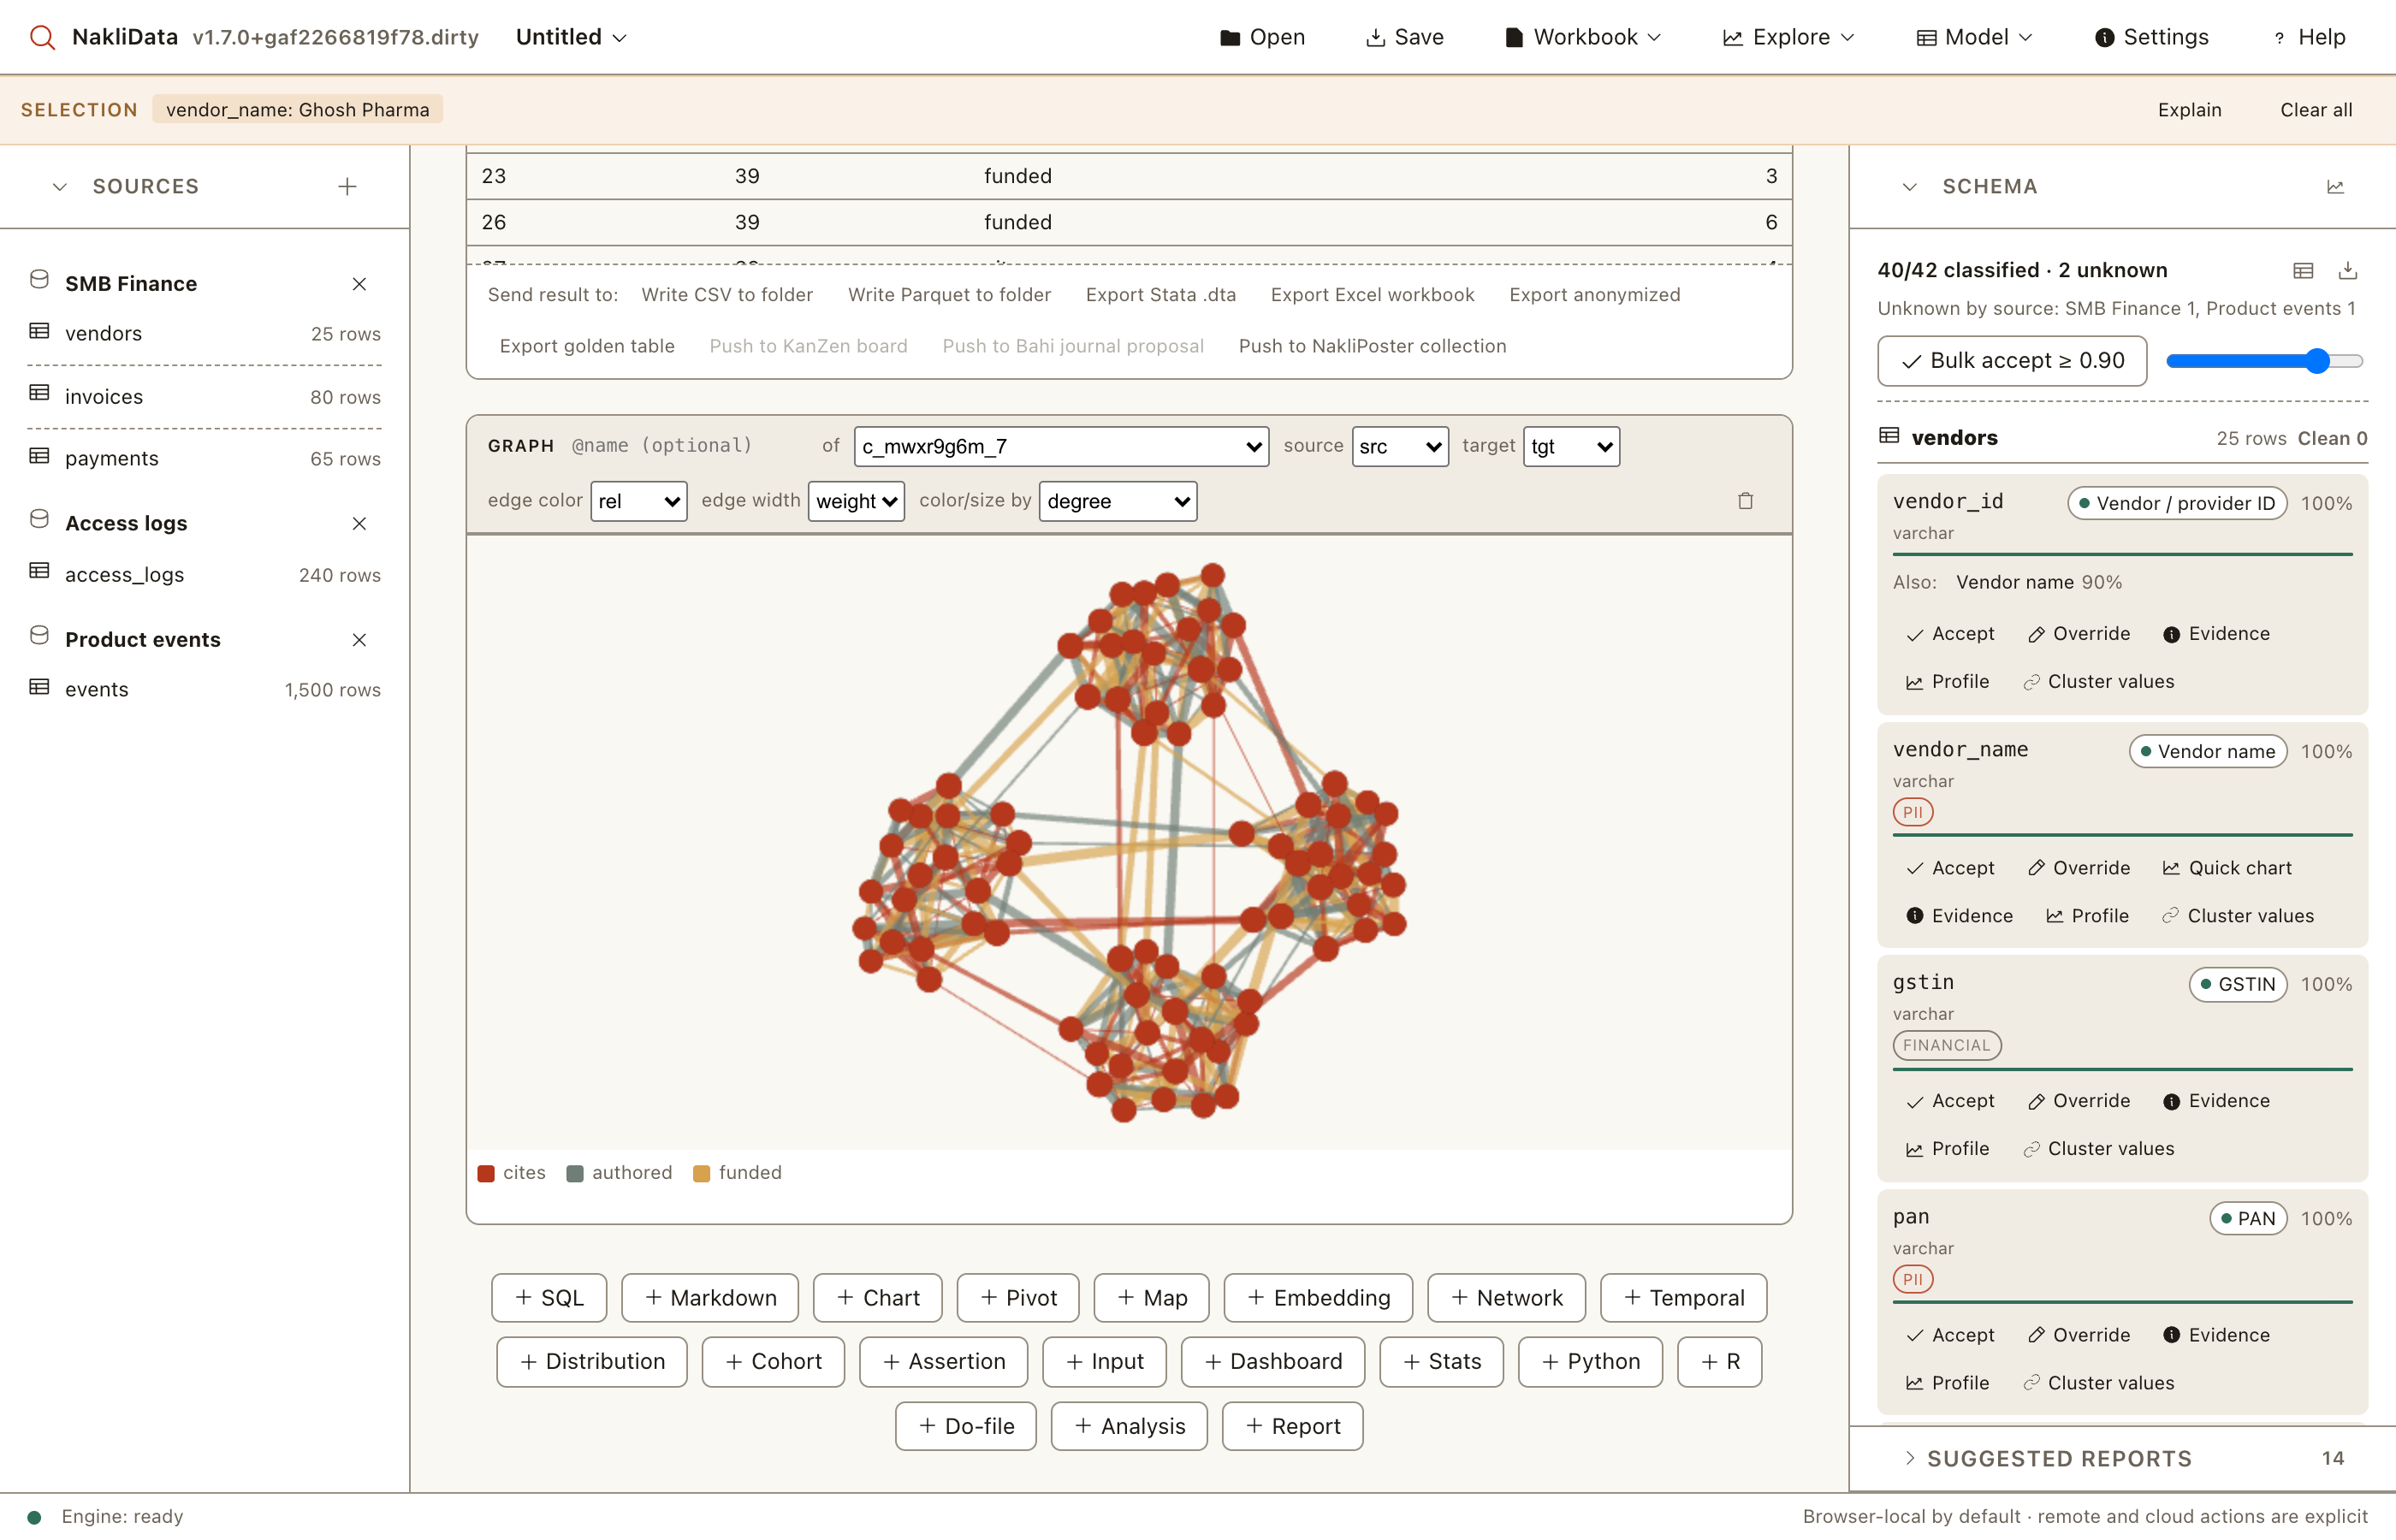 NakliData v1.7.0+gaf2266819f78.dirty Untitled Open Save Workbook Explore Model Settings ? Help
SELECTION vendor_name: Ghosh Pharma Explain Clear all
SOURCES
SMB Finance
vendors 25 rows
invoices 80 rows
payments 65 rows
Access logs
access_logs 240 rows
Product events
events 1,500 rows
23 39 funded 3
26 39 funded 6
Send result to: Write CSV to folder Write Parquet to folder Export Stata .dta Export Excel workbook Export anonymized
Export golden table Push to KanZen board Push to Bahi journal proposal Push to NakliPoster collection
GRAPH @name (optional) of c_mwxr9g6m_7 source src target tgt
edge color rel edge width weight color/size by degree
cites authored funded
+ SQL + Markdown + Chart + Pivot + Map + Embedding + Network + Temporal
+ Distribution + Cohort + Assertion + Input + Dashboard + Stats + Python + R
+ Do-file + Analysis + Report
SCHEMA
40/42 classified · 2 unknown
Unknown by source: SMB Finance 1, Product events 1
Bulk accept ≥ 0.90
vendors 25 rows Clean 0
vendor_id Vendor / provider ID 100%
varchar
Also: Vendor name 90%
Accept Override Evidence
Profile Cluster values
vendor_name Vendor name 100%
varchar
PII
Accept Override Quick chart
Evidence Profile Cluster values
gstin GSTIN 100%
varchar
FINANCIAL
Accept Override Evidence
Profile Cluster values
pan PAN 100%
varchar
PII
Accept Override Evidence
Profile Cluster values
SUGGESTED REPORTS 14
Engine: ready Browser-local by default · remote and cloud actions are explicit